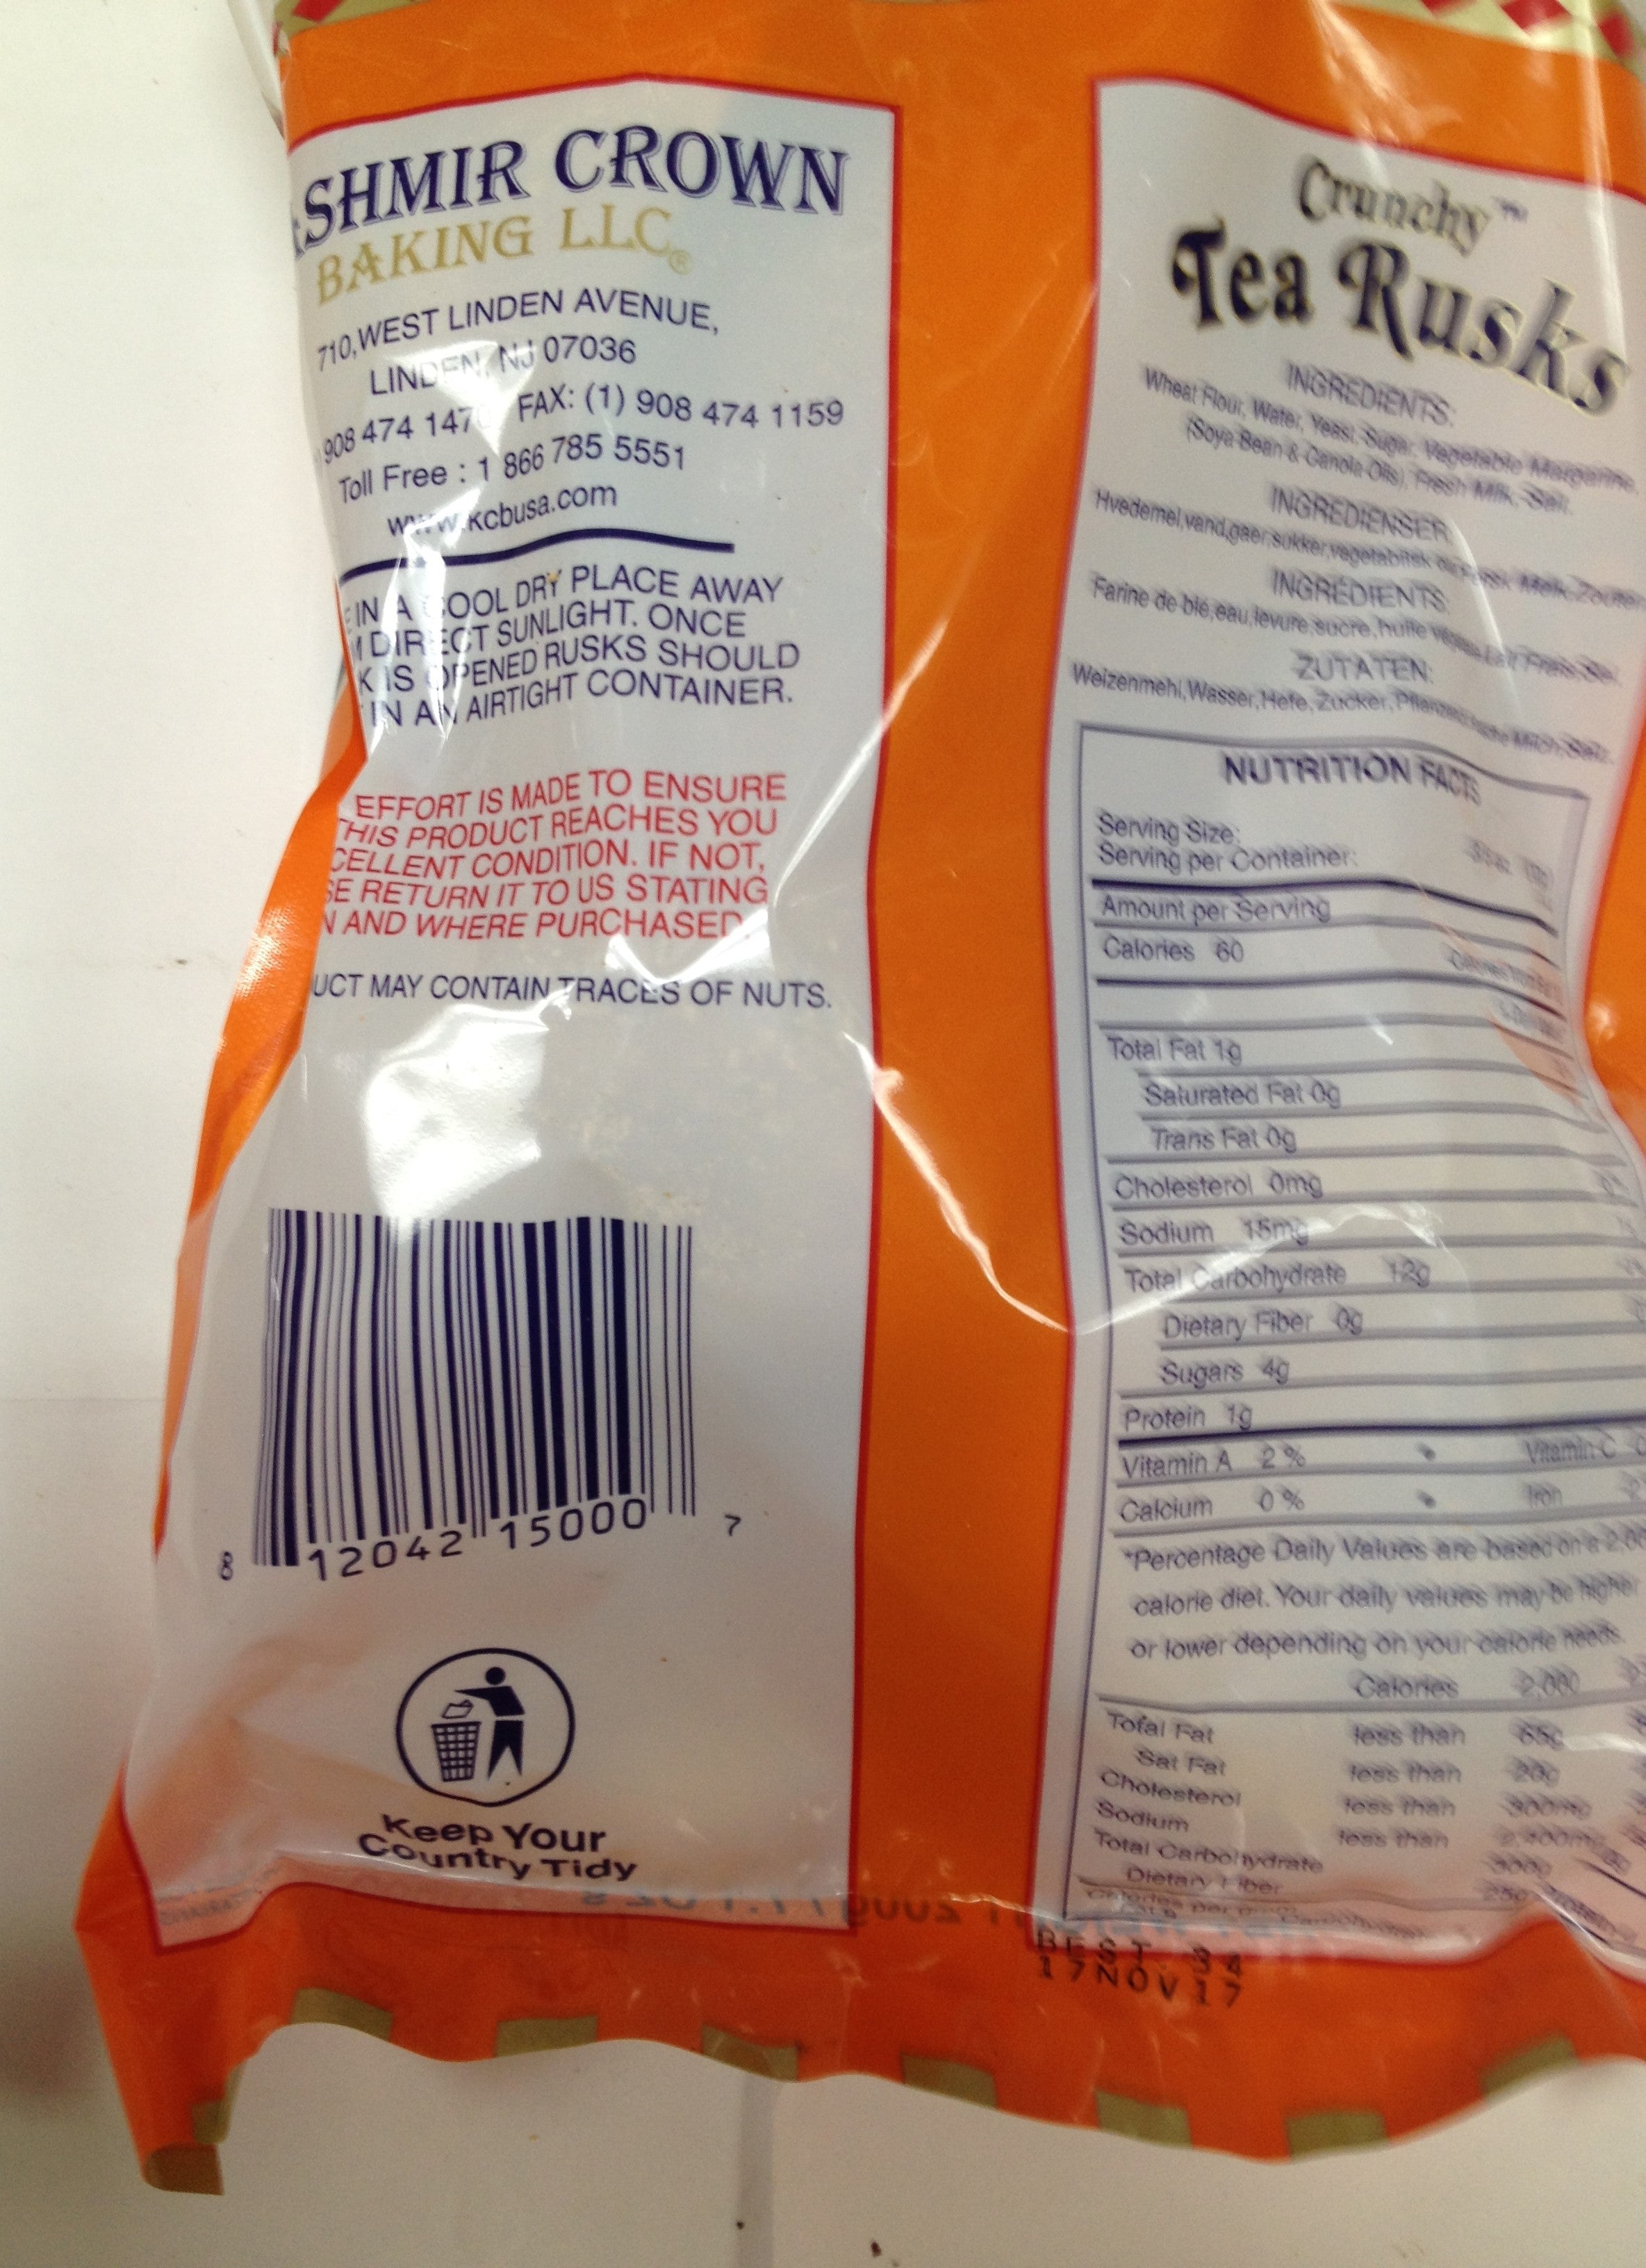 SHMIR CROWN
BAKING LLC®
710,WEST LINDEN AVENUE,
LINDEN, NJ 07036
908 474 147 FAX: (1) 908 474 1159
Toll Free : 1 866 785 5551
www.kcbusa.com
IN A COOL DRY PLACE AWAY
DIRECT SUNLIGHT. ONCE
K IS OPENED RUSKS SHOULD
IN AN AIRTIGHT CONTAINER.
EFFORT IS MADE TO ENSURE
THIS PRODUCT REACHES YOU
CELLENT CONDITION. IF NOT,
SE RETURN IT TO US STATING
N AND WHERE PURCHASED.
UCT MAY CONTAIN TRACES OF NUTS.
8 12042 15000 7
Keep Your
Country Tidy
Crunchy™
Tea Rusks
INGREDIENTS:
Wheat Flour, Water, Yeast, Sugar, Vegetable Margarine,
(Soya Bean & Canola Oils), Fresh Milk, Salt.
INGREDIENSER
Hvedemel,vand,gaer,sukker,vegetabilsk
INGREDIENTS:
Farine de blé,eau,levure,sucre,huile
ZUTATEN:
Weizenmehl,Wasser,Hefe,Zucker,
NUTRITION FACTS
Serving Size:
Serving per Container:
Amount per Serving
Calories 60
Total Fat 1g
Saturated Fat 0g
Trans Fat 0g
Cholesterol 0mg
Sodium 15mg
Total Carbohydrate 12g
Dietary Fiber 0g
Sugars 4g
Protein 1g
Vitamin A 2% • Vitamin C
Calcium 0% • Iron
*Percentage Daily Values are based on a
calorie diet. Your daily values may be higher
or lower depending on your calorie needs.
Calories 2,000
Total Fat less than 65g
Sat Fat less than 20g
Cholesterol less than 300mg
Sodium less than 2,400mg
Total Carbohydrate 300g
Dietary Fiber
BEST
17NOV17